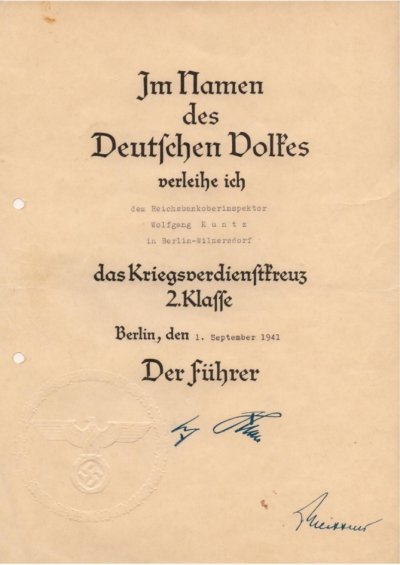 Im Namen
des
Deutschen Volkes
verleihe ich
dem Reichsbankoberinspektor
Wolfgang Kuntz
in Berlin-Wilmersdorf
das Kriegsverdienstkreuz
2. Klasse
Berlin, den 1. September 1941
Der Führer